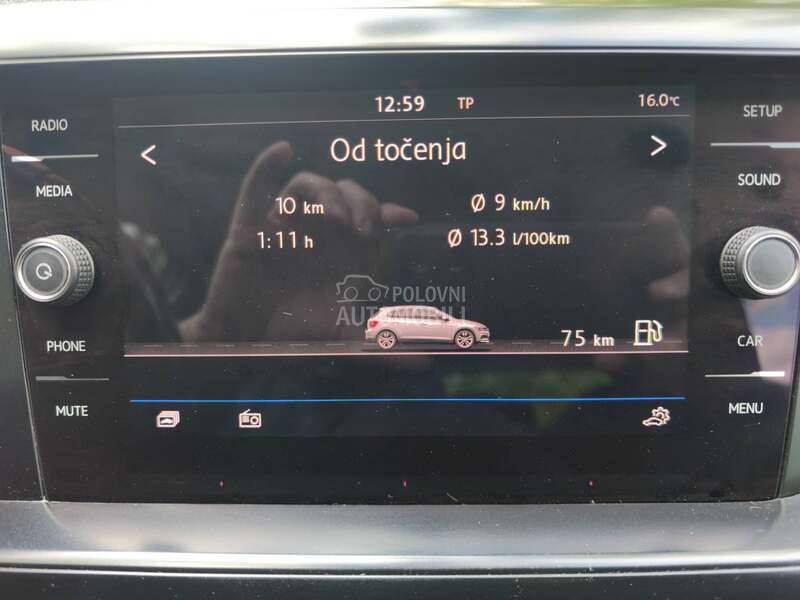 12:59 TP 16.0°C
RADIO
SETUP
< Od točenja >
MEDIA
SOUND
10 km Ø 9 km/h
1:11 h Ø 13.3 l/100km
POLOVNI
AUTOMOBILI
75 km
PHONE
CAR
MUTE
MENU